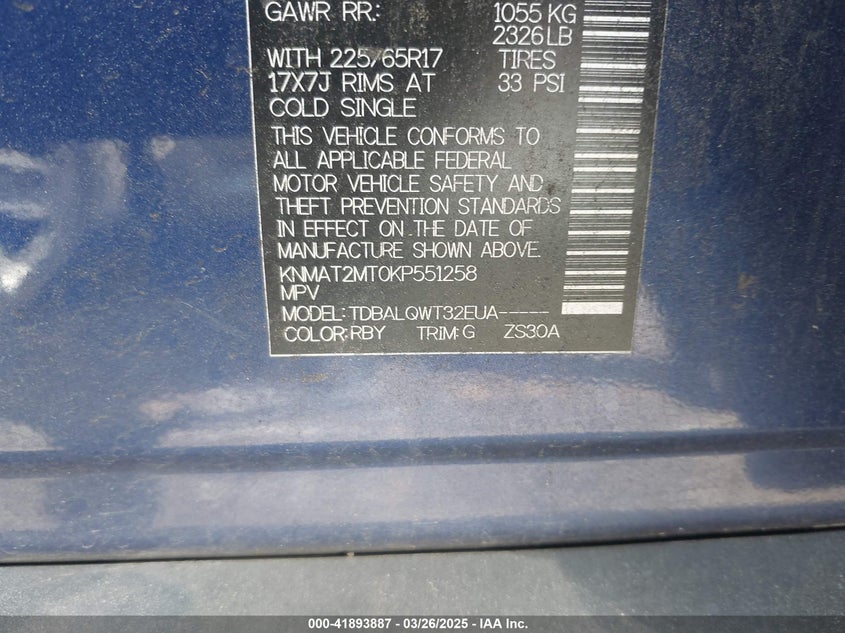 GAWR RR.: 1055 KG
2326 LB
WITH 225/65R17 TIRES
17X7J RIMS AT 33 PSI
COLD SINGLE
THIS VEHICLE CONFORMS TO
ALL APPLICABLE FEDERAL
MOTOR VEHICLE SAFETY AND
THEFT PREVENTION STANDARDS
IN EFFECT ON THE DATE OF
MANUFACTURE SHOWN ABOVE.
KNMAT2MT0KP551258
MPV
MODEL:TDBALQWT32EUA-----
COLOR:RBY TRIM:G ZS30A
000-41893887 - 03/26/2025 - IAA Inc.